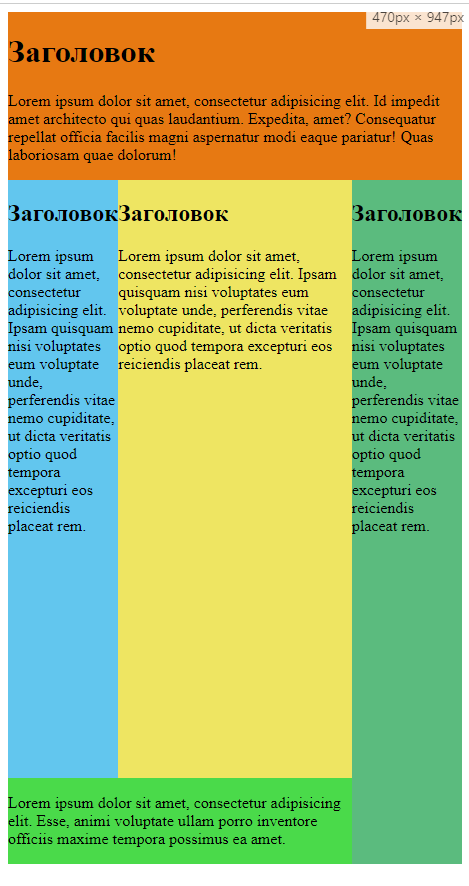 470px × 947px
Заголовок
Lorem ipsum dolor sit amet, consectetur adipisicing elit. Id impedit
amet architecto qui quas laudantium. Expedita, amet? Consequatur
repellat officia facilis magni aspernatur modi eaque pariatur! Quas
laboriosam quae dolorum!
Заголовок
Lorem ipsum
dolor sit amet,
consectetur
adipisicing elit.
Ipsam quisquam
nisi voluptates
eum voluptate
unde,
perferendis vitae
nemo cupiditate,
ut dicta veritatis
optio quod
tempora
excepturi eos
reiciendis
placeat rem.
Заголовок
Lorem ipsum dolor sit amet,
consectetur adipisicing elit. Ipsam
quisquam nisi voluptates eum
voluptate unde, perferendis vitae
nemo cupiditate, ut dicta veritatis
optio quod tempora excepturi eos
reiciendis placeat rem.
Заголовок
Lorem ipsum
dolor sit amet,
consectetur
adipisicing elit.
Ipsam quisquam
nisi voluptates
eum voluptate
unde,
perferendis vitae
nemo cupiditate,
ut dicta veritatis
optio quod
tempora
excepturi eos
reiciendis
placeat rem.
Lorem ipsum dolor sit amet, consectetur adipisicing
elit. Esse, animi voluptate ullam porro inventore
officiis maxime tempora possimus ea amet.